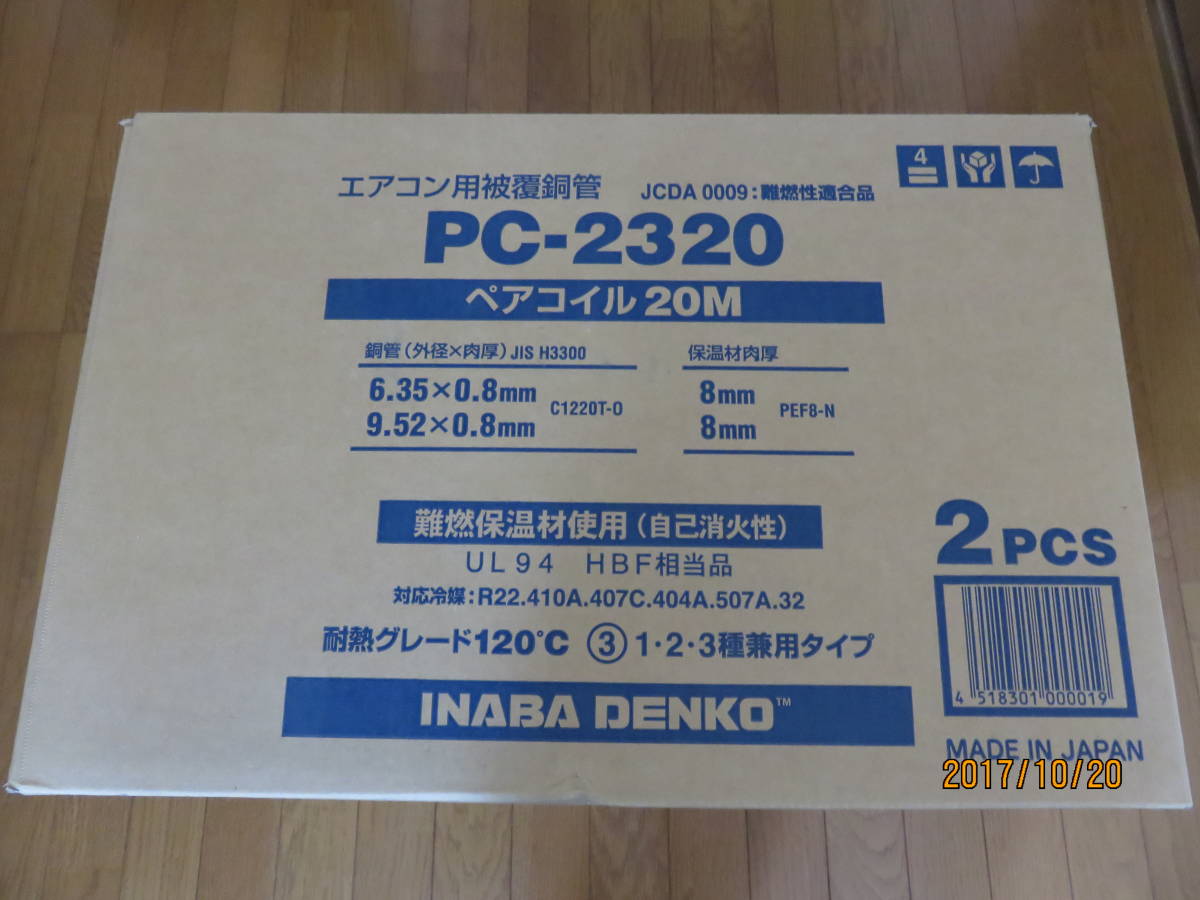 4
エアコン用被覆銅管 JCDA 0009:難燃性適合品
PC-2320
ペアコイル 20M
銅管(外径×肉厚)JIS H3300
保温材肉厚
6.35×0.8mm
9.52×0.8mm
C1220T-O
8mm
8mm
PEF8-N
難燃保温材使用(自己消火性)
UL94 HBF相当品
対応冷媒:R22.410A.407C.404A.507A.32
耐熱グレード120℃ ③1・2・3種兼用タイプ
INABA DENKO™
2PCS
4 518301 000019
MADE IN JAPAN
2017/10/20